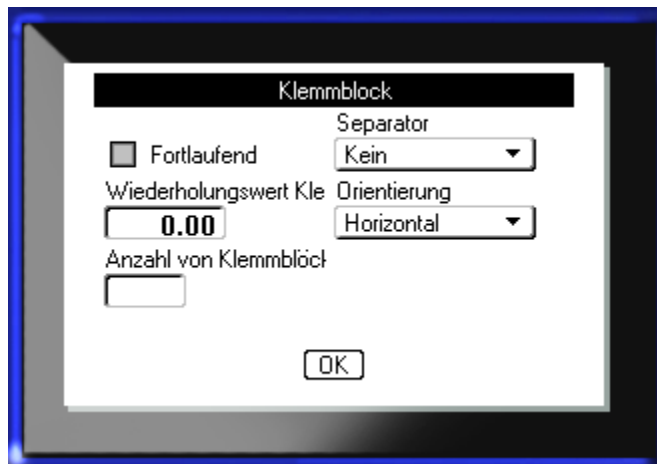 Klemmblock
Separator
Fortlaufend
Kein
Wiederholungswert Kle
Orientierung
0.00
Horizontal
Anzahl von Klemmblöck
OK